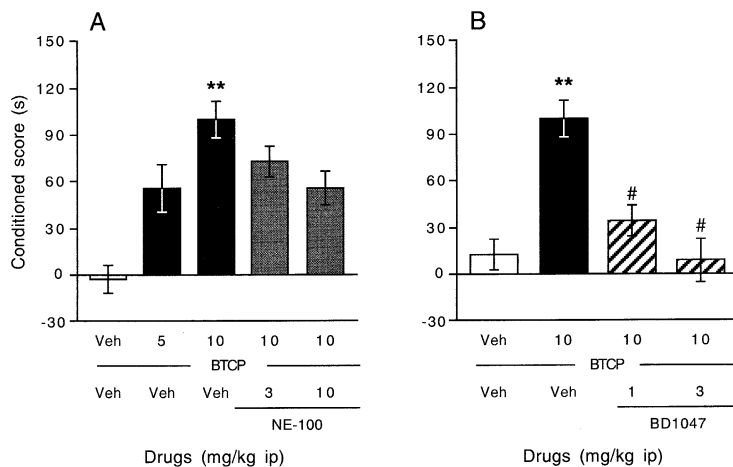 A
B
Conditioned score (s)
150
120
90
60
30
0
-30
**
150
120
90
60
30
0
-30
**
#
#
Veh 5 10 10 10
BTCP
Veh Veh Veh 3 10
NE-100
Drugs (mg/kg ip)
Veh 10 10 10
BTCP
Veh Veh 1 3
BD1047
Drugs (mg/kg ip)